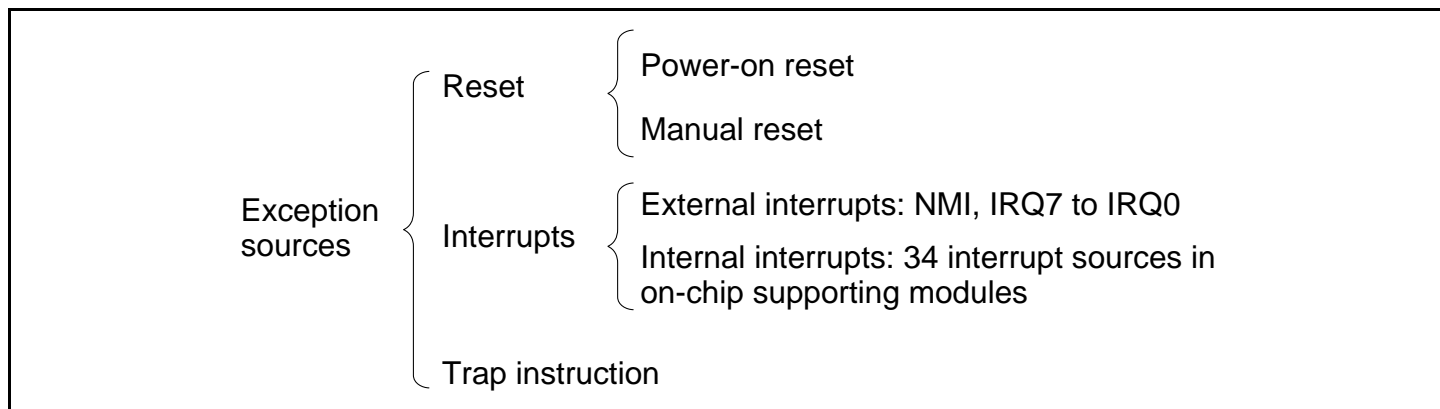 Exception
sources
Reset
Power-on reset
Manual reset
Interrupts
External interrupts: NMI, IRQ7 to IRQ0
Internal interrupts: 34 interrupt sources in
on-chip supporting modules
Trap instruction